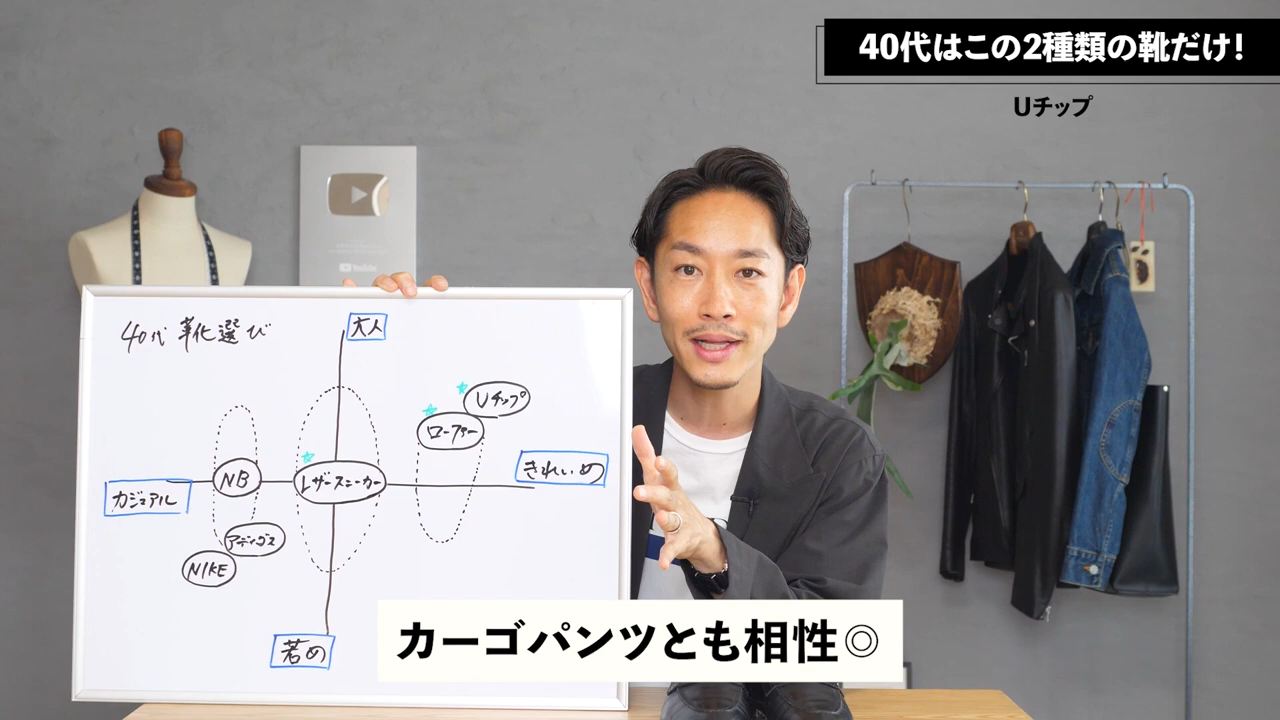 40代はこの2種類の靴だけ!
Uチップ
40代 靴選び
大人
Uチップ
ローファー
きれいめ
NB
レザースニーカー
カジュアル
アディダス
NIKE
若め
カーゴパンツとも相性◎
YouTube